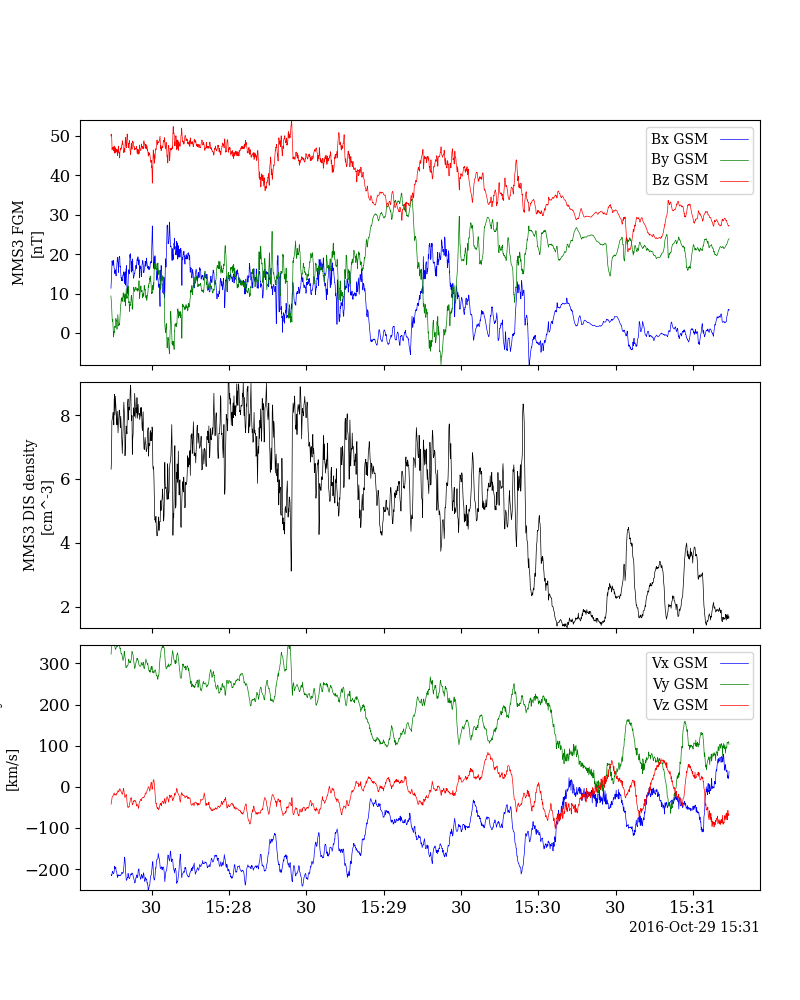 MMS3 FGM
[nT]
50
40
30
20
10
0
Bx GSM
By GSM
Bz GSM
MMS3 DIS density
[cm^-3]
8
6
4
2
[km/s]
300
200
100
0
−100
−200
Vx GSM
Vy GSM
Vz GSM
30 15:28 30 15:29 30 15:30 30 15:31
2016-Oct-29 15:31